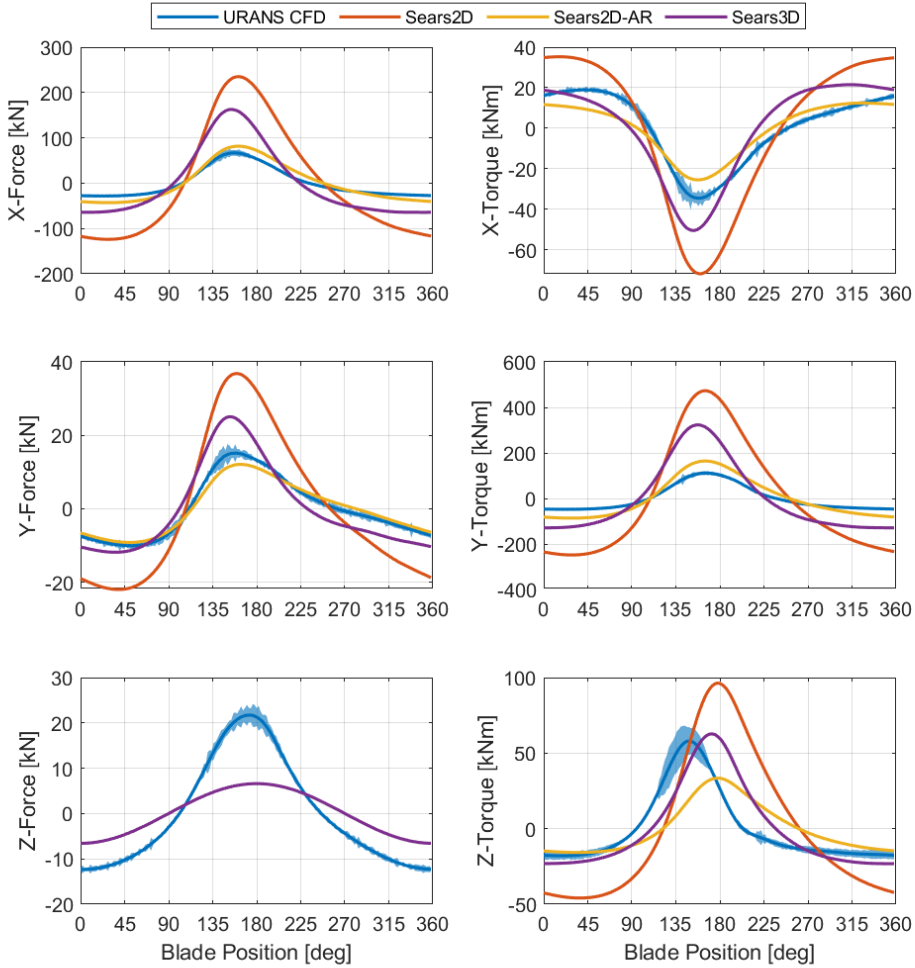 URANS CFD Sears2D Sears2D-AR Sears3D
X-Force [kN]
300
200
100
0
-100
-200
0 45 90 135 180 225 270 315 360
X-Torque [kNm]
40
20
0
-20
-40
-60
0 45 90 135 180 225 270 315 360
Y-Force [kN]
40
20
0
-20
0 45 90 135 180 225 270 315 360
Y-Torque [kNm]
600
400
200
0
-200
-400
0 45 90 135 180 225 270 315 360
Z-Force [kN]
30
20
10
0
-10
-20
0 45 90 135 180 225 270 315 360
Blade Position [deg]
Z-Torque [kNm]
100
50
0
-50
0 45 90 135 180 225 270 315 360
Blade Position [deg]